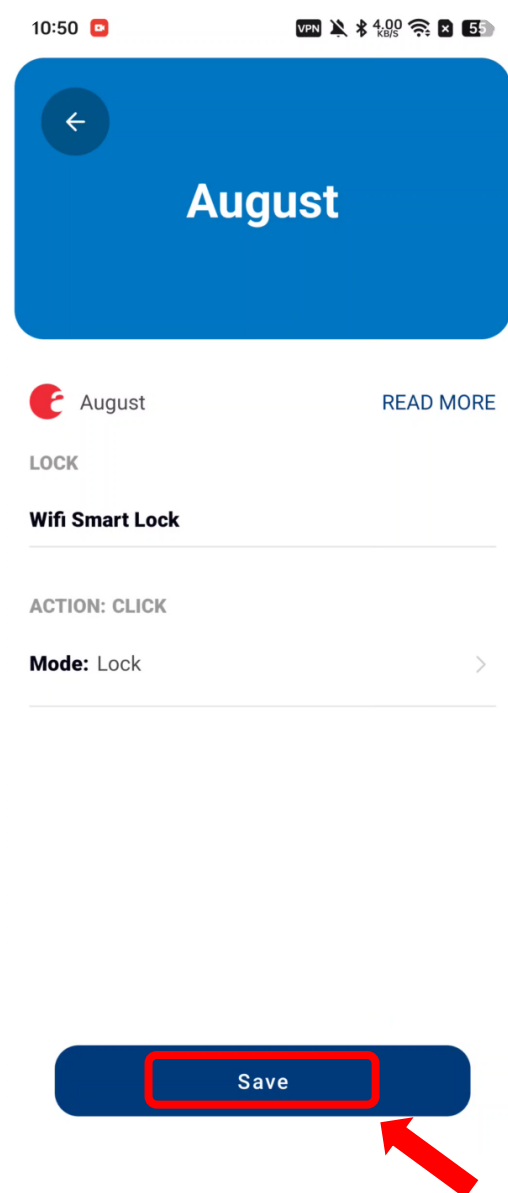 10:50 VPN 4.00 KB/S 55
August
August READ MORE
LOCK
Wifi Smart Lock
ACTION: CLICK
Mode: Lock
Save